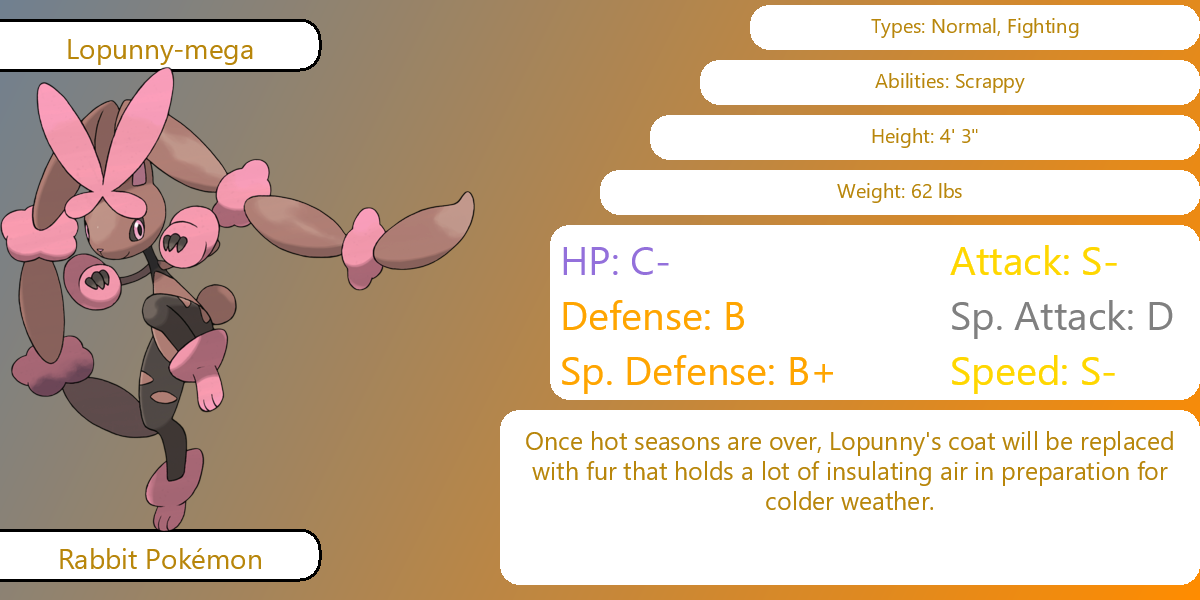 Lopunny-mega
Types: Normal, Fighting
Abilities: Scrappy
Height: 4' 3"
Weight: 62 lbs
HP: C-
Attack: S-
Defense: B
Sp. Attack: D
Sp. Defense: B+
Speed: S-
Once hot seasons are over, Lopunny's coat will be replaced
with fur that holds a lot of insulating air in preparation for
colder weather.
Rabbit Pokémon